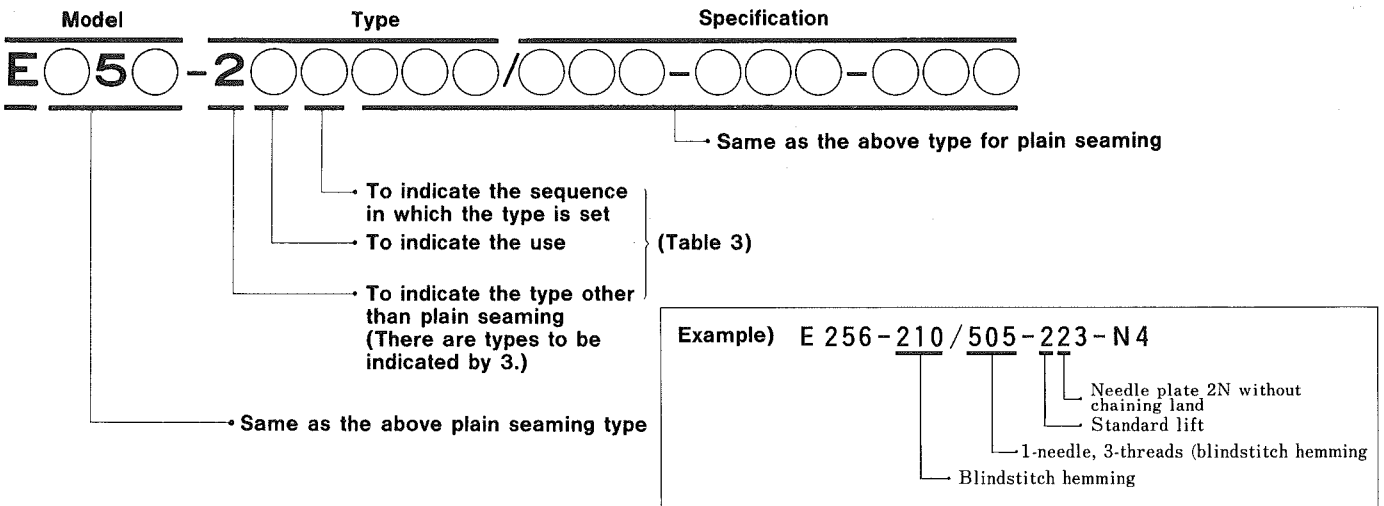 Model Type Specification
E○5○-2○○○○○/○○○-○○○-○○○
Same as the above type for plain seaming
To indicate the sequence
in which the type is set
To indicate the use
(Table 3)
To indicate the type other
than plain seaming
(There are types to be
indicated by 3.)
Same as the above plain seaming type
Example) E 256-210/505-223-N4
Needle plate 2N without
chaining land
Standard lift
1-needle, 3-threads (blindstitch hemming
Blindstitch hemming